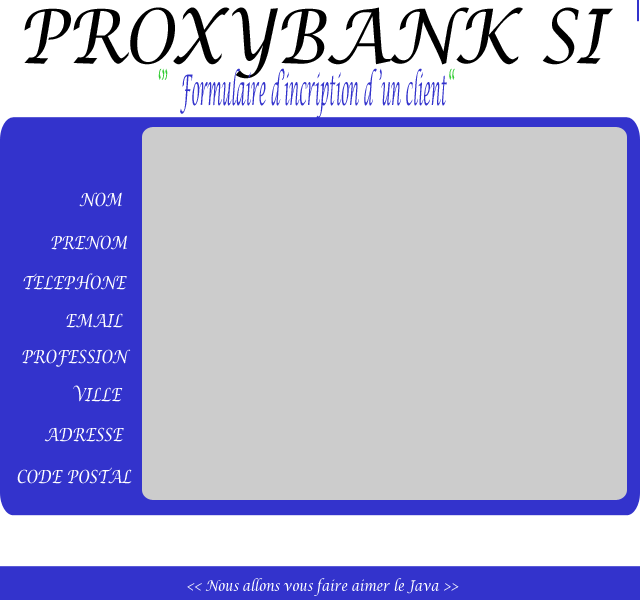 PROXYBANK SI
“” Formulaire d'incription d 'un client “
NOM
PRENOM
TELEPHONE
EMAIL
PROFESSION
VILLE
ADRESSE
CODE POSTAL
<< Nous allons vous faire aimer le Java >>